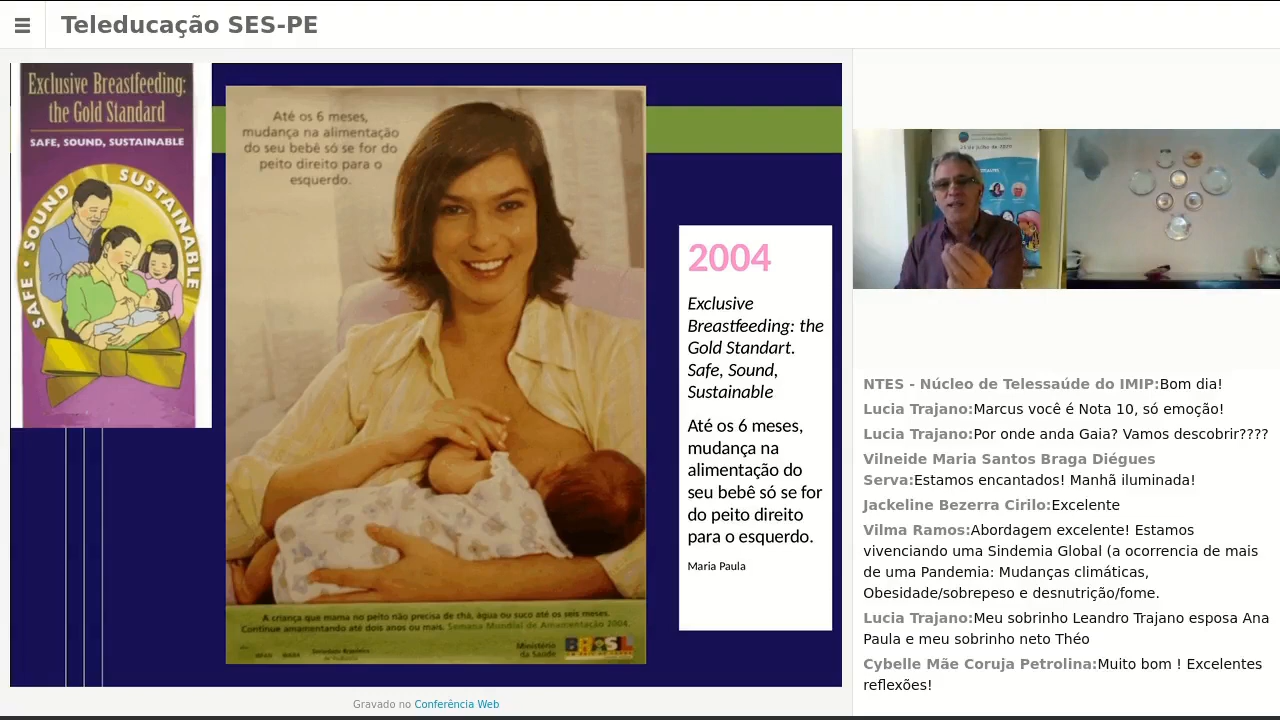 Teleducação SES-PE
Exclusive Breastfeeding:
the Gold Standard
SAFE, SOUND, SUSTAINABLE
SAFE • SOUND SUSTAINABLE
Até os 6 meses,
mudança na alimentação
do seu bebê só se for do
peito direito para o
esquerdo.
A criança que mama no peito não precisa de chá, água ou suco até os seis meses.
Continue amamentando até dois anos ou mais. Semana Mundial de Amamentação 2004.
Ministério
da Saúde
BRASIL
2004
Exclusive
Breastfeeding: the
Gold Standart.
Safe, Sound,
Sustainable
Até os 6 meses,
mudança na
alimentação do
seu bebê só se for
do peito direito
para o esquerdo.
Maria Paula
Gravado no Conferência Web
NTES - Núcleo de Telessaúde do IMIP:Bom dia!
Lucia Trajano:Marcus você é Nota 10, só emoção!
Lucia Trajano:Por onde anda Gaia? Vamos descobrir????
Vilneide Maria Santos Braga Diégues
Serva:Estamos encantados! Manhã iluminada!
Jackeline Bezerra Cirilo:Excelente
Vilma Ramos:Abordagem excelente! Estamos
vivenciando uma Sindemia Global (a ocorrencia de mais
de uma Pandemia: Mudanças climáticas,
Obesidade/sobrepeso e desnutrição/fome.
Lucia Trajano:Meu sobrinho Leandro Trajano esposa Ana
Paula e meu sobrinho neto Théo
Cybelle Mãe Coruja Petrolina:Muito bom ! Excelentes
reflexões!